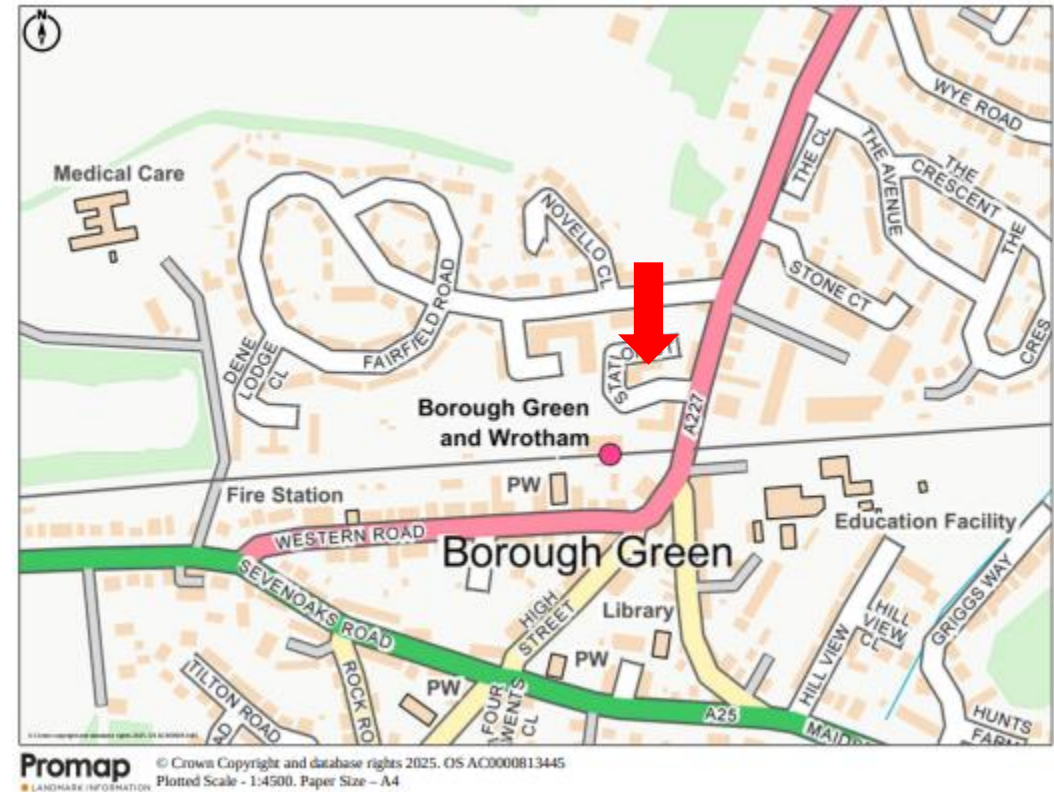 N
WYE ROAD
THE CL
THE AVENUE
THE
CRESCENT
THE
CRES
Medical Care
NOVELLO CL
STONE CT
FAIRFIELD ROAD
DENE
LODGE
CL
STATI
A227
Borough Green
and Wrotham
PW
Fire Station
WESTERN ROAD
Education Facility
Borough Green
SEVENOAKS ROAD
HIGH
STREET
Library
HILL
VIEW
CL
GRIGGS WAY
HILL VIEW
PW
ROCK RO
TILTON ROAD
PW
FOUR
WENTS
CL
A25
MAID
HUNTS
FARM
AD
Promap
LANDMARK INFORMATION
© Crown Copyright and database rights 2025. OS AC0000813445
Plotted Scale - 1:4500. Paper Size – A4